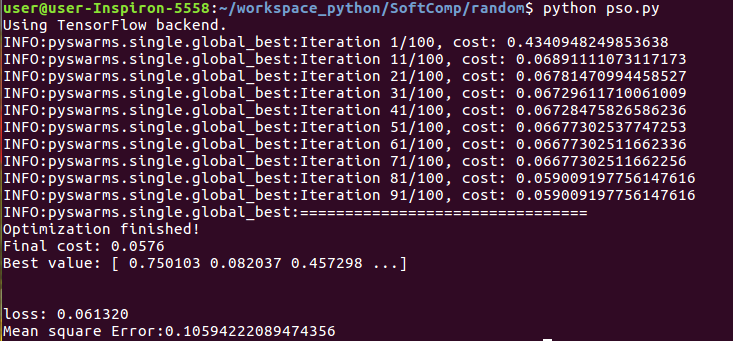 user@user-Inspiron-5558:~/workspace_python/SoftComp/random$ python pso.py
Using TensorFlow backend.
INFO:pyswarms.single.global_best:Iteration 1/100, cost: 0.4340948249853638
INFO:pyswarms.single.global_best:Iteration 11/100, cost: 0.06891111073117173
INFO:pyswarms.single.global_best:Iteration 21/100, cost: 0.06781470994458527
INFO:pyswarms.single.global_best:Iteration 31/100, cost: 0.06729611710061009
INFO:pyswarms.single.global_best:Iteration 41/100, cost: 0.06728475826586236
INFO:pyswarms.single.global_best:Iteration 51/100, cost: 0.06677302537747253
INFO:pyswarms.single.global_best:Iteration 61/100, cost: 0.06677302511662336
INFO:pyswarms.single.global_best:Iteration 71/100, cost: 0.06677302511662256
INFO:pyswarms.single.global_best:Iteration 81/100, cost: 0.059009197756147616
INFO:pyswarms.single.global_best:Iteration 91/100, cost: 0.059009197756147616
INFO:pyswarms.single.global_best:================================
Optimization finished!
Final cost: 0.0576
Best value: [ 0.750103 0.082037 0.457298 ...]
loss: 0.061320
Mean square Error:0.10594222089474356